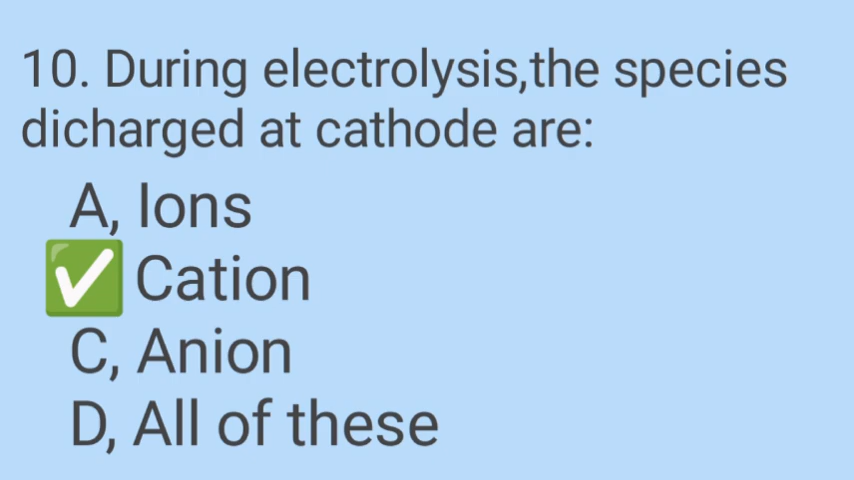 10. During electrolysis,the species
dicharged at cathode are:
A, Ions
✅ Cation
C, Anion
D, All of these